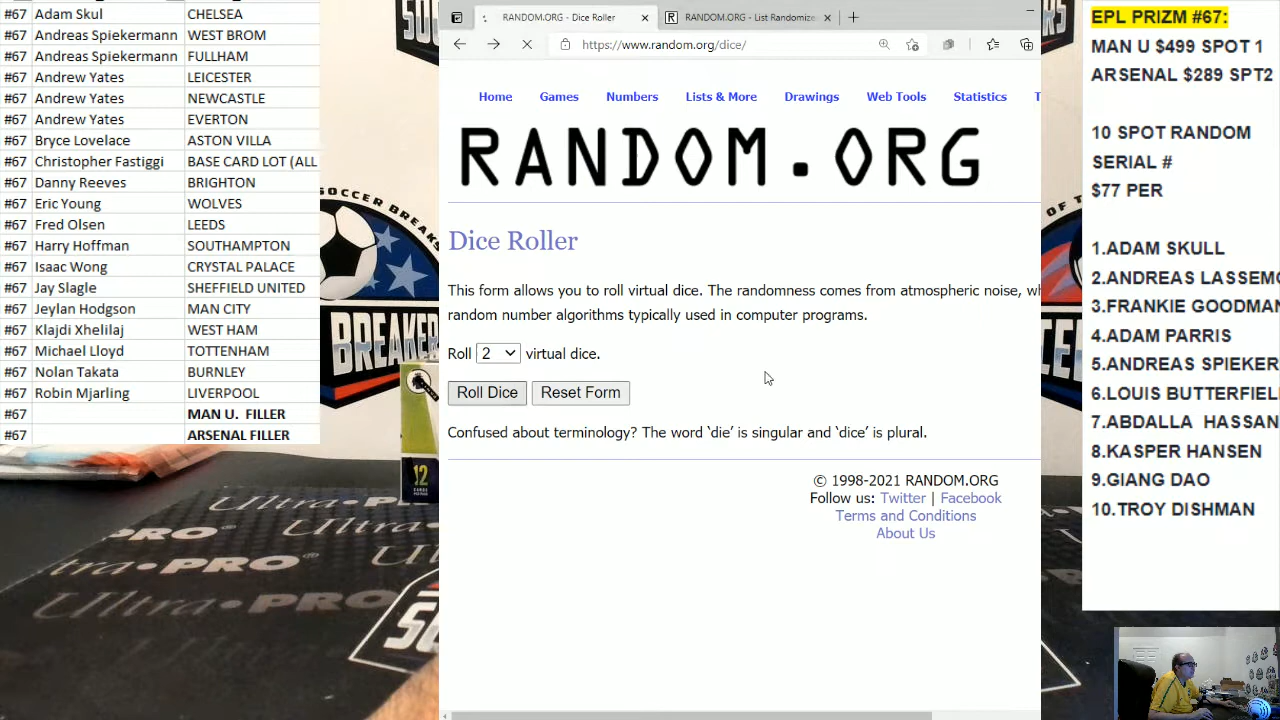 #67 Adam Skul CHELSEA
#67 Andreas Spiekermann WEST BROM
#67 Andreas Spiekermann FULLHAM
#67 Andrew Yates LEICESTER
#67 Andrew Yates NEWCASTLE
#67 Andrew Yates EVERTON
#67 Bryce Lovelace ASTON VILLA
#67 Christopher Fastiggi BASE CARD LOT (ALL
#67 Danny Reeves BRIGHTON
#67 Eric Young WOLVES
#67 Fred Olsen LEEDS
#67 Harry Hoffman SOUTHAMPTON
#67 Isaac Wong CRYSTAL PALACE
#67 Jay Slagle SHEFFIELD UNITED
#67 Jeylan Hodgson MAN CITY
#67 Klajdi Xhelilaj WEST HAM
#67 Michael Lloyd TOTTENHAM
#67 Nolan Takata BURNLEY
#67 Robin Mjarling LIVERPOOL
#67 MAN U. FILLER
#67 ARSENAL FILLER
SOCCER BREAKERS
BREAKER
12
Ultra•PRO
Ultra•PRO
Ultra•PRO
RANDOM.ORG - Dice Roller
RANDOM.ORG - List Randomize
https://www.random.org/dice/
Home Games Numbers Lists & More Drawings Web Tools Statistics T
RANDOM.ORG
Dice Roller
This form allows you to roll virtual dice. The randomness comes from atmospheric noise, wh
random number algorithms typically used in computer programs.
Roll 2 virtual dice.
Roll Dice Reset Form
Confused about terminology? The word ‘die’ is singular and ‘dice’ is plural.
© 1998-2021 RANDOM.ORG
Follow us: Twitter | Facebook
Terms and Conditions
About Us
EPL PRIZM #67:
MAN U $499 SPOT 1
ARSENAL $289 SPT2
10 SPOT RANDOM
SERIAL #
$77 PER
1.ADAM SKULL
2.ANDREAS LASSEMO
3.FRANKIE GOODMAN
4.ADAM PARRIS
5.ANDREAS SPIEKER
6.LOUIS BUTTERFIEL
7.ABDALLA HASSAN
8.KASPER HANSEN
9.GIANG DAO
10.TROY DISHMAN